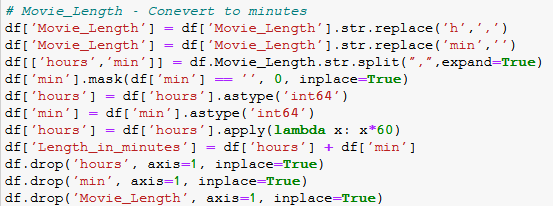 # Movie_Length - Conevert to minutes
df['Movie_Length'] = df['Movie_Length'].str.replace('h',',')
df['Movie_Length'] = df['Movie_Length'].str.replace('min','')
df[['hours','min']] = df.Movie_Length.str.split(",",expand=True)
df['min'].mask(df['min'] == '', 0, inplace=True)
df['hours'] = df['hours'].astype('int64')
df['min'] = df['min'].astype('int64')
df['hours'] = df['hours'].apply(lambda x: x*60)
df['Length_in_minutes'] = df['hours'] + df['min']
df.drop('hours', axis=1, inplace=True)
df.drop('min', axis=1, inplace=True)
df.drop('Movie_Length', axis=1, inplace=True)